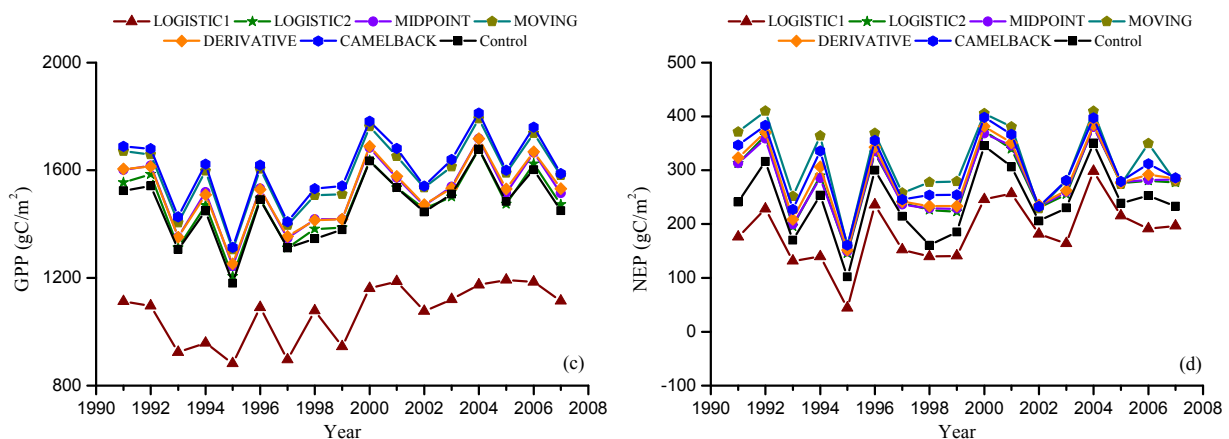 LOGISTIC1 LOGISTIC2 MIDPOINT MOVING
DERIVATIVE CAMELBACK Control
2000
1600
1200
800
GPP (gC/m²)
1990 1992 1994 1996 1998 2000 2002 2004 2006 2008
Year
(c)
LOGISTIC1 LOGISTIC2 MIDPOINT MOVING
DERIVATIVE CAMELBACK Control
500
400
300
200
100
0
-100
NEP (gC/m²)
1990 1992 1994 1996 1998 2000 2002 2004 2006 2008
Year
(d)